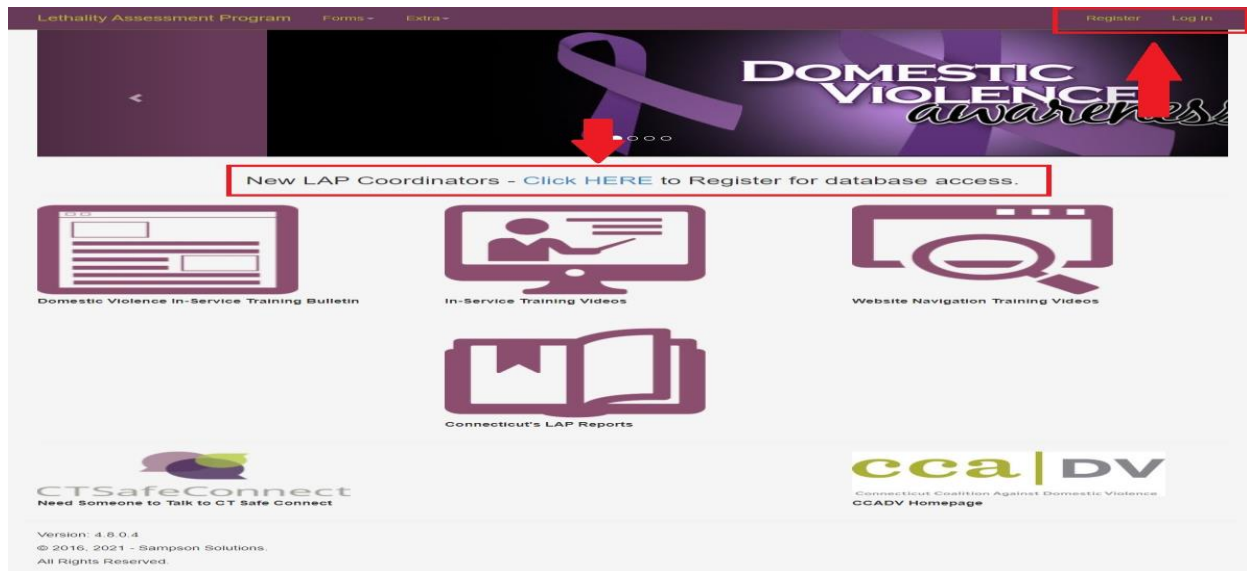 Lethality Assessment Program Forms Extra Register Log In
DOMESTIC
VIOLENCE
awareness
New LAP Coordinators - Click HERE to Register for database access.
Domestic Violence In-Service Training Bulletin
In-Service Training Videos
Website Navigation Training Videos
Connecticut's LAP Reports
CTSafeConnect
Need Someone to Talk to CT Safe Connect
cca|DV
Connecticut Coalition Against Domestic Violence
CCADV Homepage
Version: 4.8.0.4
© 2016, 2021 - Sampson Solutions.
All Rights Reserved.